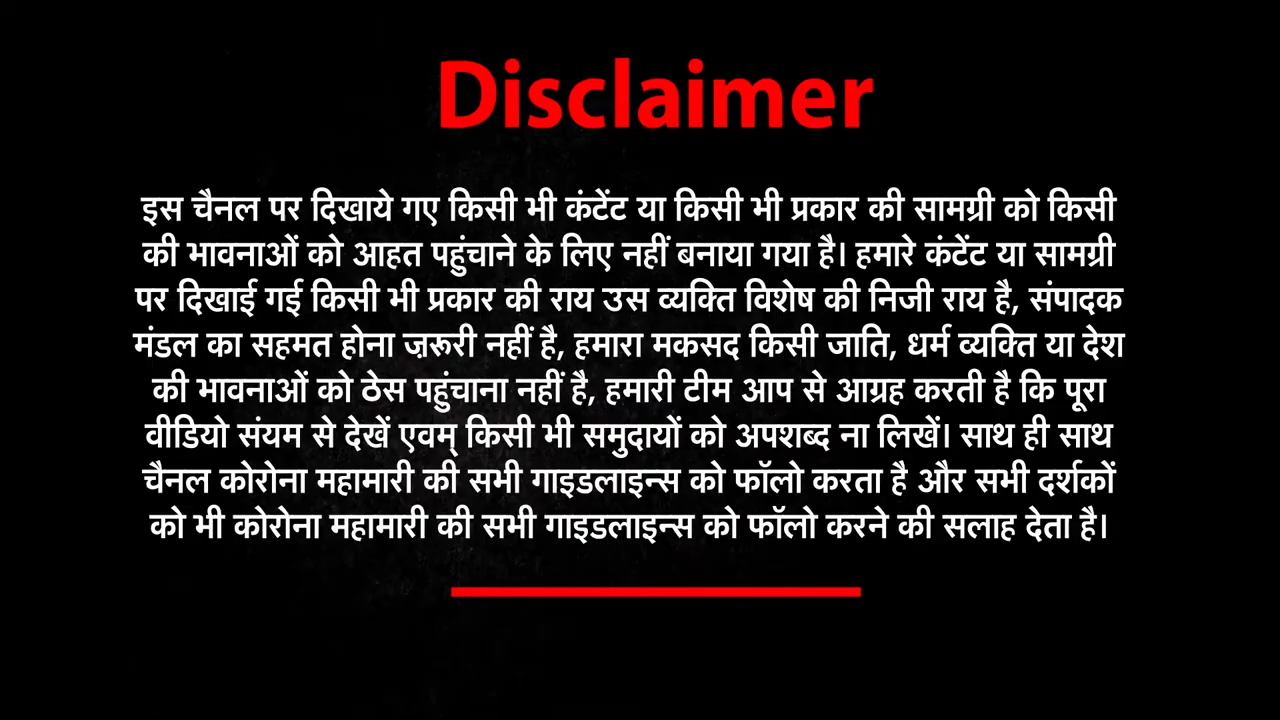 Disclaimer
इस चैनल पर दिखाये गए किसी भी कंटेंट या किसी भी प्रकार की सामग्री को किसी
की भावनाओं को आहत पहुंचाने के लिए नहीं बनाया गया है। हमारे कंटेंट या सामग्री
पर दिखाई गई किसी भी प्रकार की राय उस व्यक्ति विशेष की निजी राय है, संपादक
मंडल का सहमत होना ज़रूरी नहीं है, हमारा मकसद किसी जाति, धर्म व्यक्ति या देश
की भावनाओं को ठेस पहुंचाना नहीं है, हमारी टीम आप से आग्रह करती है कि पूरा
वीडियो संयम से देखें एवम् किसी भी समुदायों को अपशब्द ना लिखें। साथ ही साथ
चैनल कोरोना महामारी की सभी गाइडलाइन्स को फॉलो करता है और सभी दर्शकों
को भी कोरोना महामारी की सभी गाइडलाइन्स को फॉलो करने की सलाह देता है।